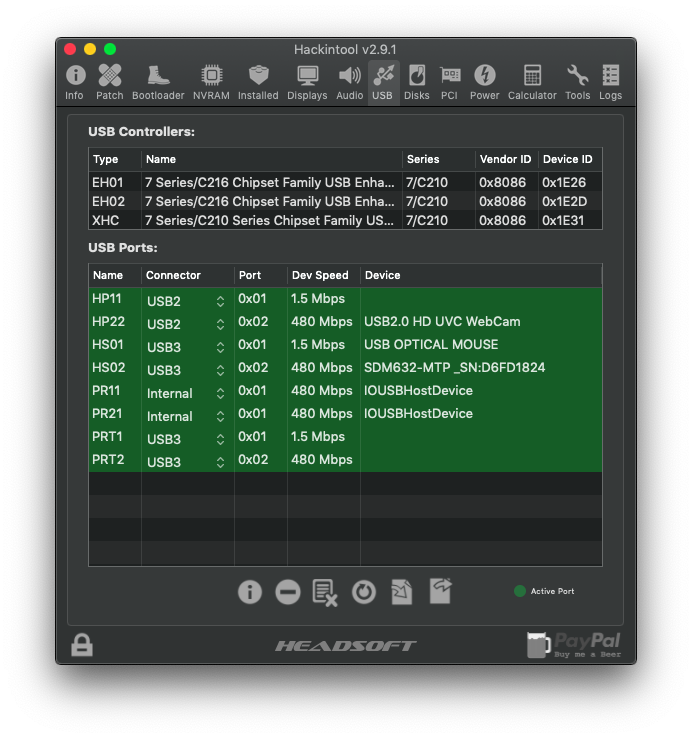 Hackintool v2.9.1
Info Patch Bootloader NVRAM Installed Displays Audio USB Disks PCI Power Calculator Tools Logs
USB Controllers:
Type Name Series Vendor ID Device ID
EH01 7 Series/C216 Chipset Family USB Enha... 7/C210 0x8086 0x1E26
EH02 7 Series/C216 Chipset Family USB Enha... 7/C210 0x8086 0x1E2D
XHC 7 Series/C210 Series Chipset Family US... 7/C210 0x8086 0x1E31
USB Ports:
Name Connector Port Dev Speed Device
HP11 USB2 0x01 1.5 Mbps
HP22 USB2 0x02 480 Mbps USB2.0 HD UVC WebCam
HS01 USB3 0x01 1.5 Mbps USB OPTICAL MOUSE
HS02 USB3 0x02 480 Mbps SDM632-MTP _SN:D6FD1824
PR11 Internal 0x01 480 Mbps IOUSBHostDevice
PR21 Internal 0x01 480 Mbps IOUSBHostDevice
PRT1 USB3 0x01 1.5 Mbps
PRT2 USB3 0x02 480 Mbps
Active Port
HEADSOFT
PayPal
Buy me a Beer